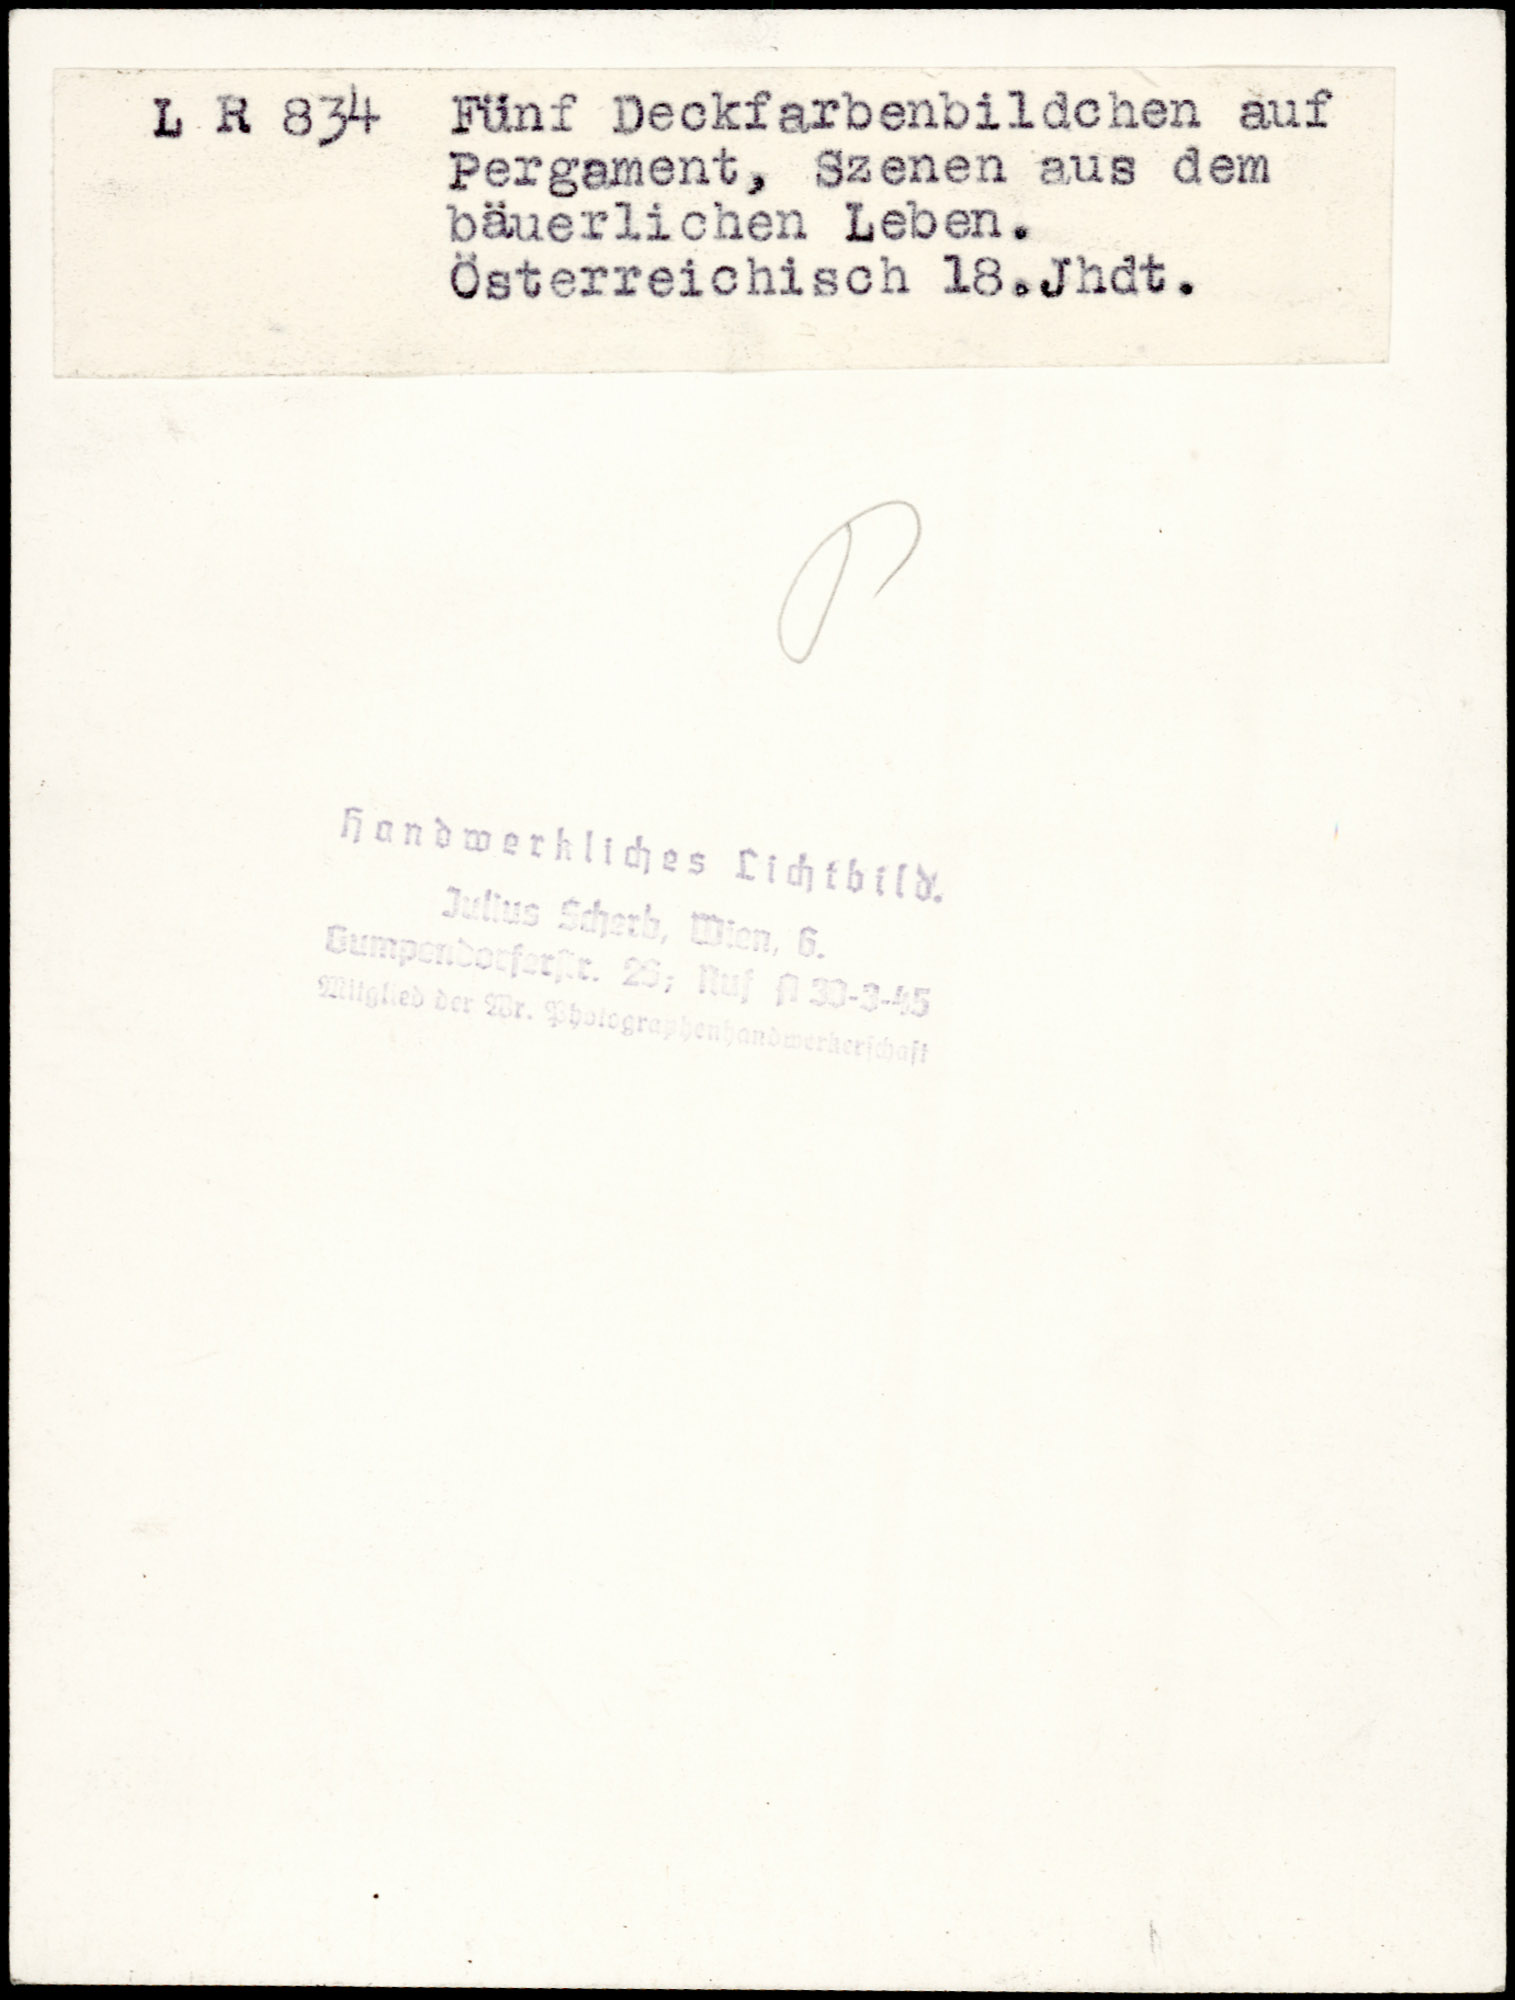 L R 834 Fünf Deckfarbenbildchen auf
Pergament, Szenen aus dem
bäuerlichen Leben.
Österreichisch 18.Jhdt.
Handwerkliches Lichtbild.
Julius Scherb, Wien, 6.
Gumpendorferstr. 26; Ruf A 30-3-45
Mitglied der Wr. Photographenhandwerkerschaft